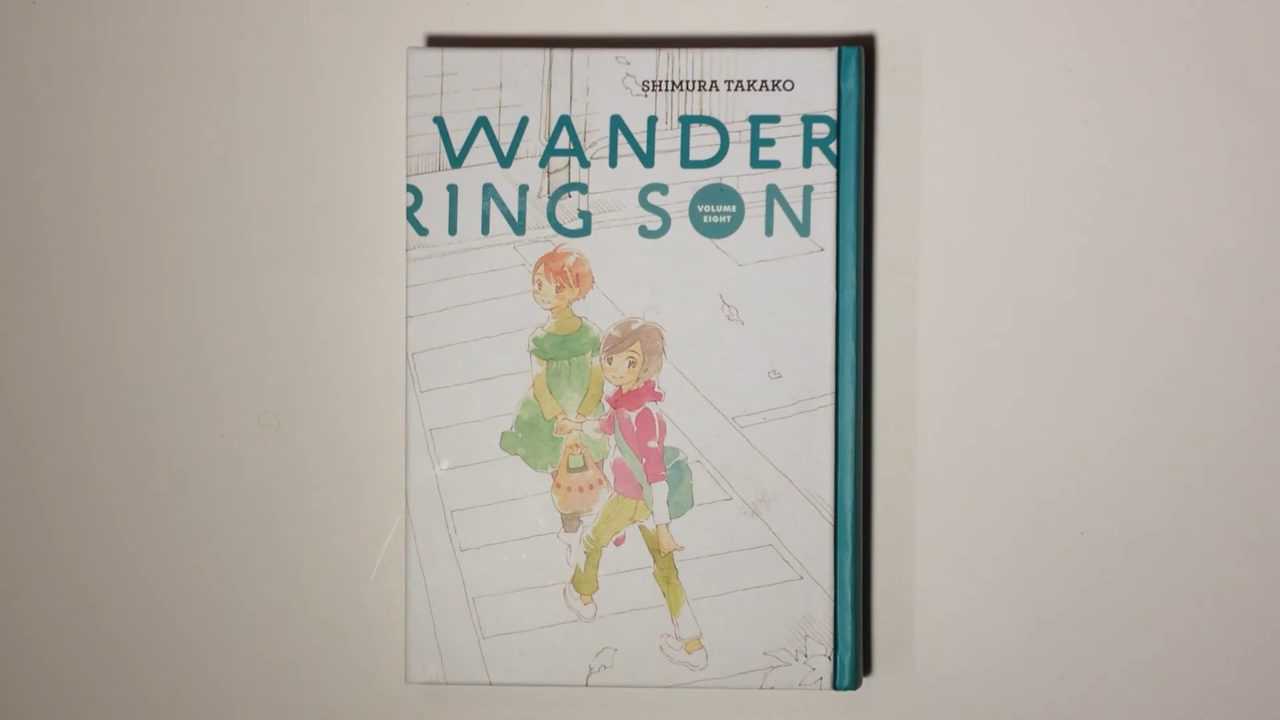 SHIMURA TAKAKO
WANDER
RING SON
VOLUME
EIGHT